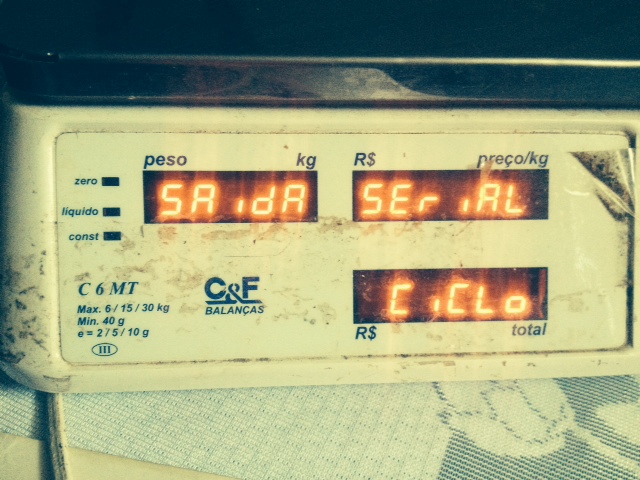 peso kg R$ preço/kg
zero SAidA SEriAL
líquido
const
C 6 MT
Max. 6 / 15 / 30 kg
Min. 40 g
e = 2 / 5 / 10 g
III
C&F
BALANÇAS
CiCLo
R$ total